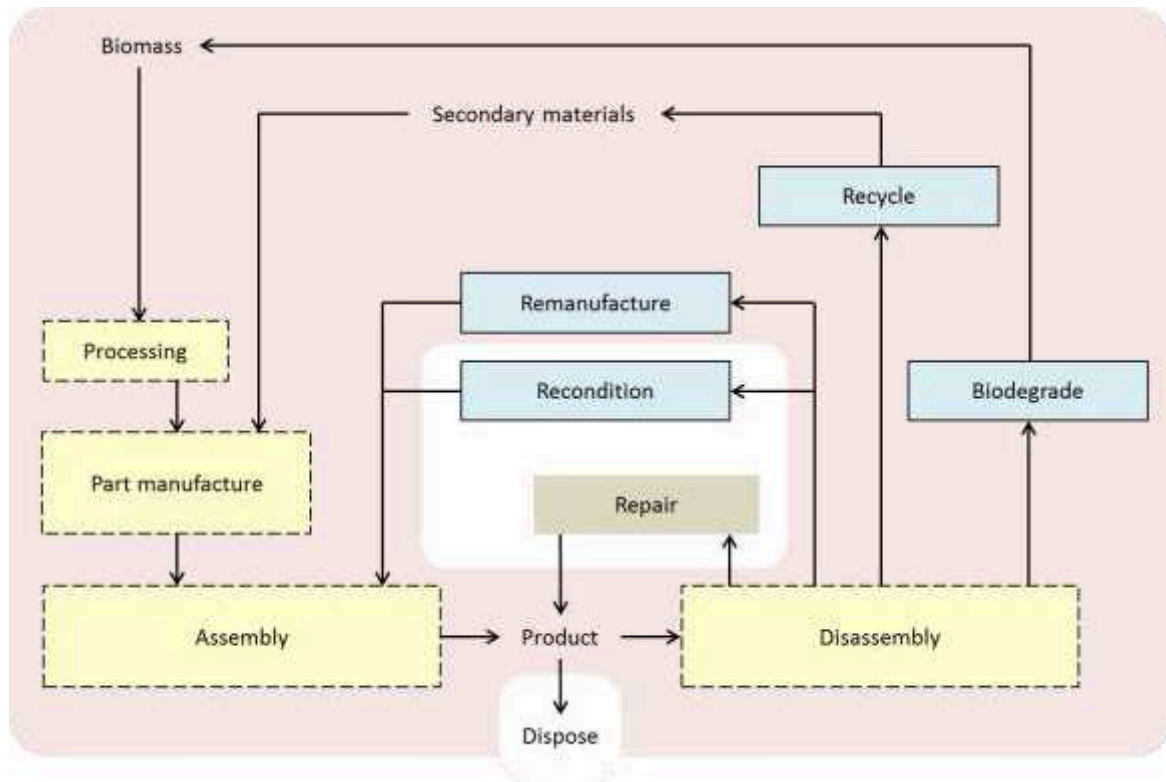 Biomass
Secondary materials
Recycle
Remanufacture
Processing
Recondition
Biodegrade
Part manufacture
Repair
Assembly
Product
Disassembly
Dispose